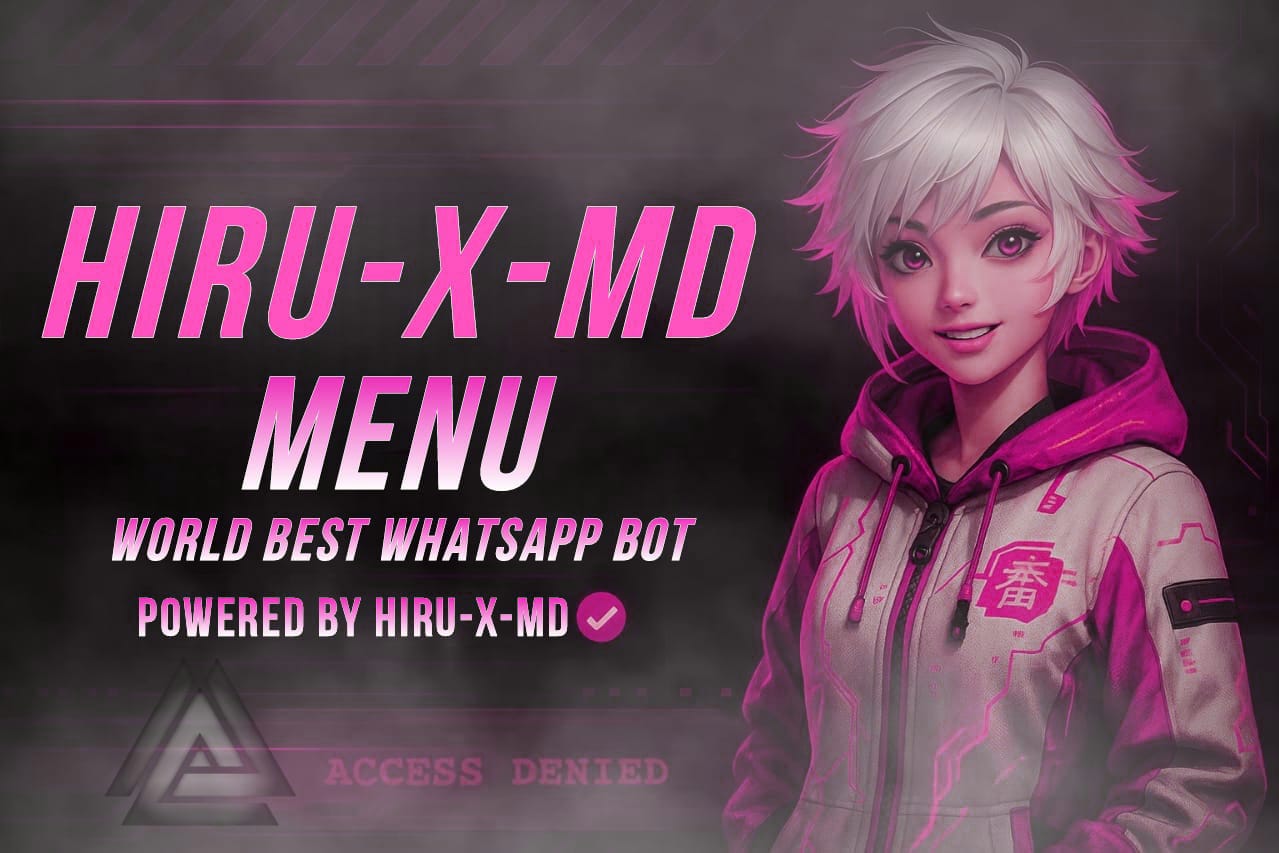 HIRU-X-MD
MENU
WORLD BEST WHATSAPP BOT
POWERED BY HIRU-X-MD
ACCESS DENIED